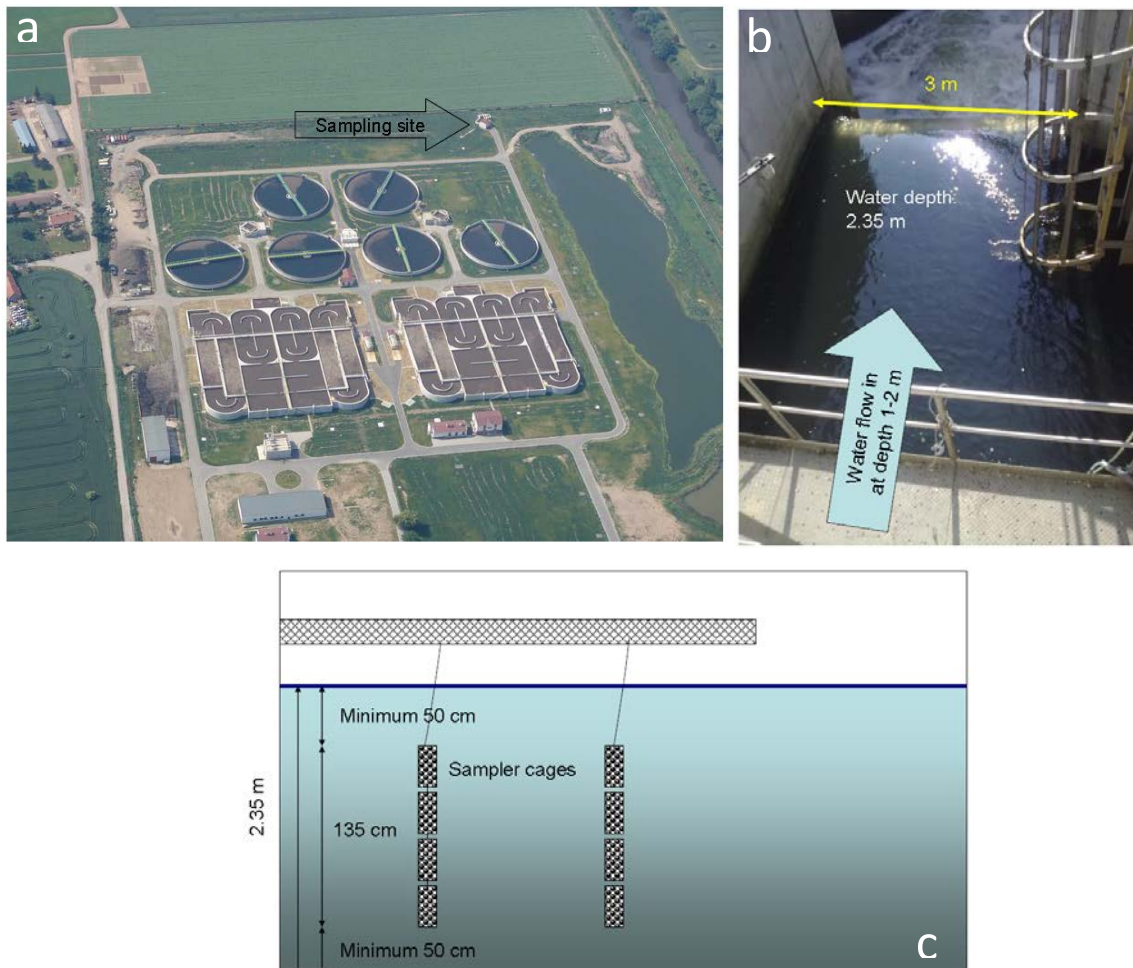 a
Sampling site
b
3 m
Water depth:
2.35 m
Water flow in
at depth 1-2 m
Minimum 50 cm
Sampler cages
2.35 m
135 cm
Minimum 50 cm
c